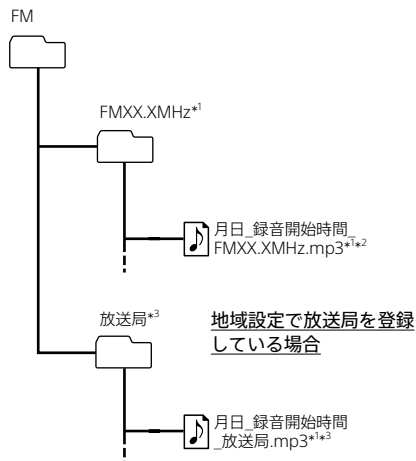 FM
FMXX.XMHz*1
月日_録音開始時間_
FMXX.XMHz.mp3*1*2
放送局*3
地域設定で放送局を登録
している場合
月日_録音開始時間
_放送局.mp3*1*3